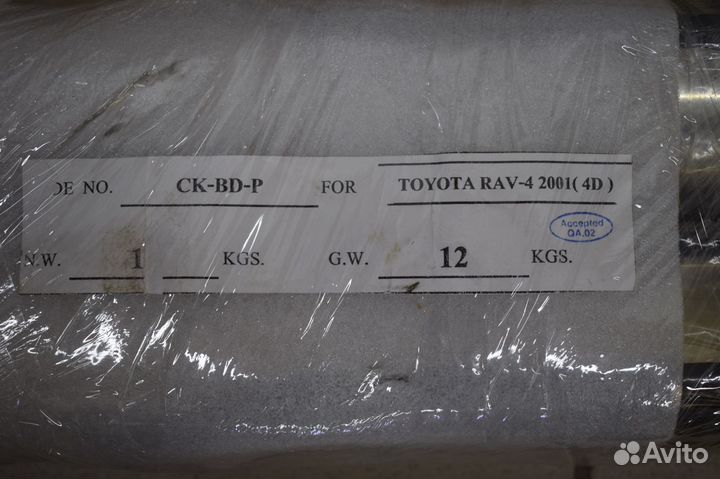 DE NO. CK-BD-P FOR TOYOTA RAV-4 2001( 4D )
Accepted
QA.02
N.W. 1 KGS. G.W. 12 KGS.
Avito